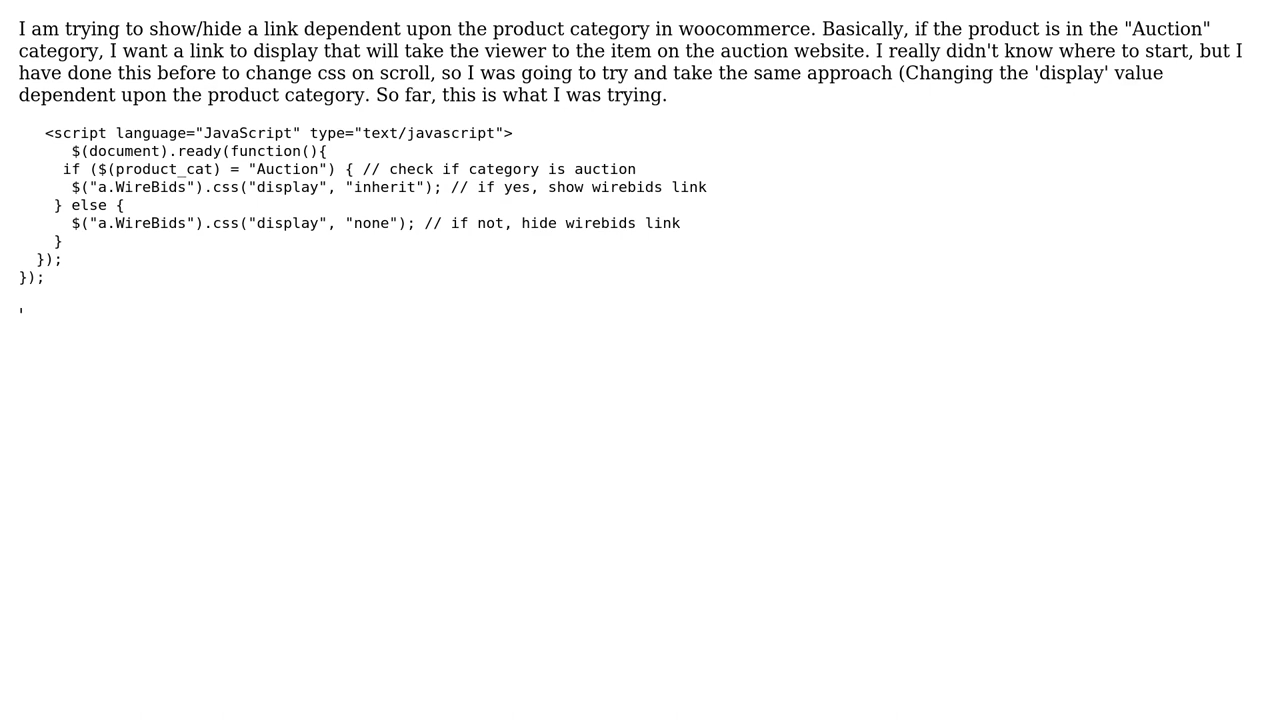 I am trying to show/hide a link dependent upon the product category in woocommerce. Basically, if the product is in the "Auction"
category, I want a link to display that will take the viewer to the item on the auction website. I really didn't know where to start, but I
have done this before to change css on scroll, so I was going to try and take the same approach (Changing the 'display' value
dependent upon the product category. So far, this is what I was trying.
   <script language="JavaScript" type="text/javascript">
      $(document).ready(function(){
     if ($(product_cat) = "Auction") { // check if category is auction
      $("a.WireBids").css("display", "inherit"); // if yes, show wirebids link
    } else {
      $("a.WireBids").css("display", "none"); // if not, hide wirebids link
    }
  });
});
'